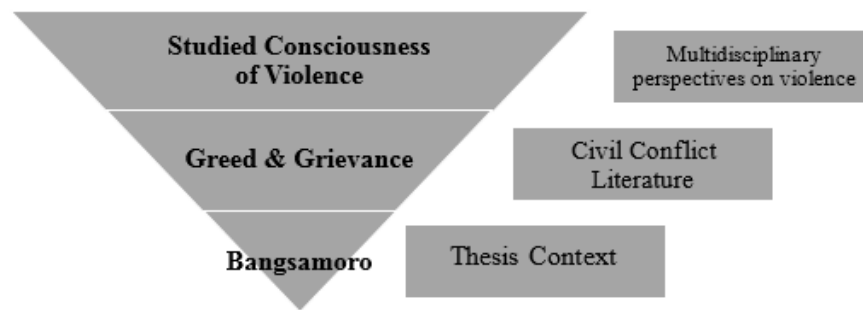 Studied Consciousness
of Violence
Multidisciplinary
perspectives on violence
Greed & Grievance
Civil Conflict
Literature
Bangsamoro
Thesis Context